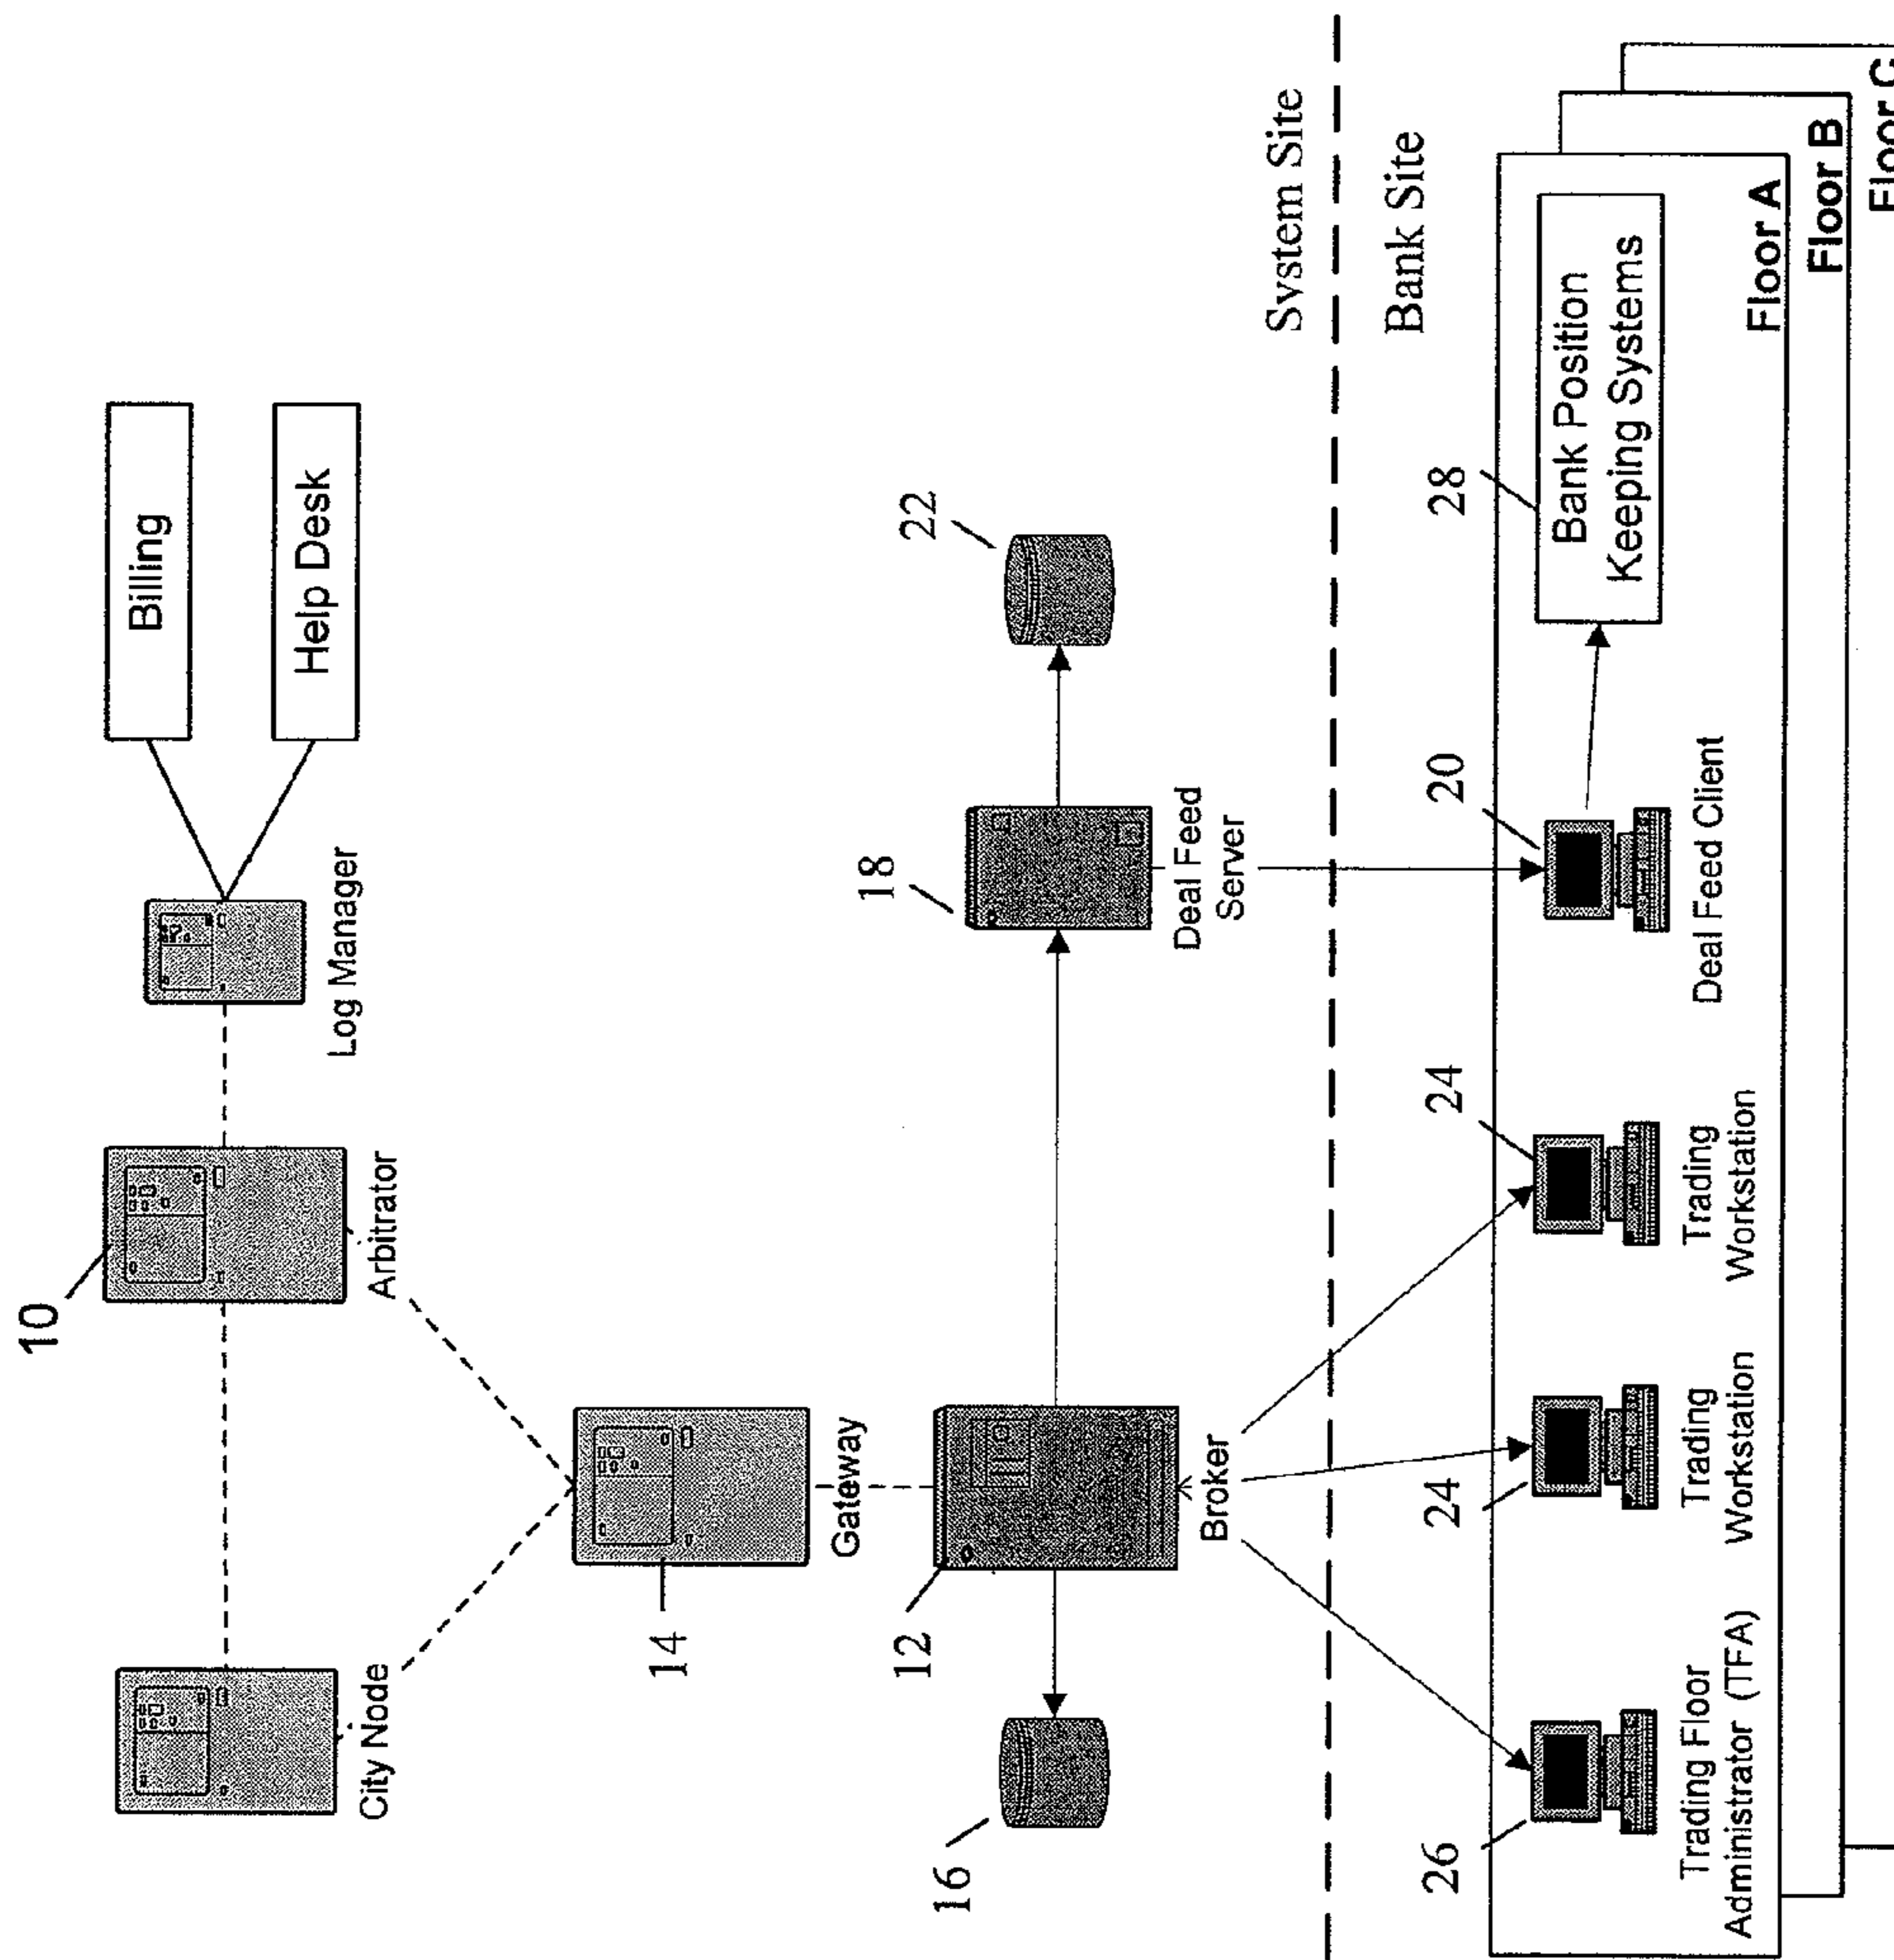 10
Billing
Help Desk
Log Manager
Arbitrator
City Node
14
Gateway
12
Broker
16
18
Deal Feed
Server
22
System Site
Bank Site
26
Trading Floor
Administrator (TFA)
24
Trading
Workstation
24
Trading
Workstation
20
Deal Feed Client
28
Bank Position
Keeping Systems
Floor A
Floor B
Floor C